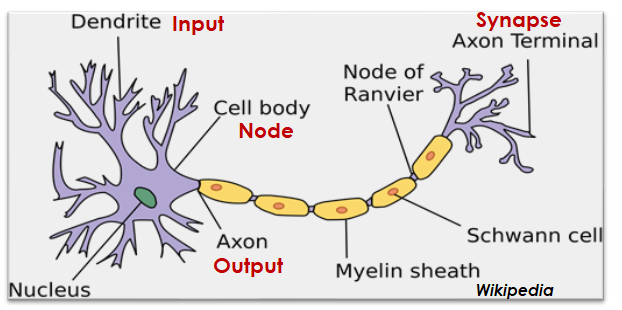 Dendrite Input
Synapse
Axon Terminal
Node of
Ranvier
Cell body
Node
Axon
Output
Schwann cell
Myelin sheath
Nucleus
Wikipedia